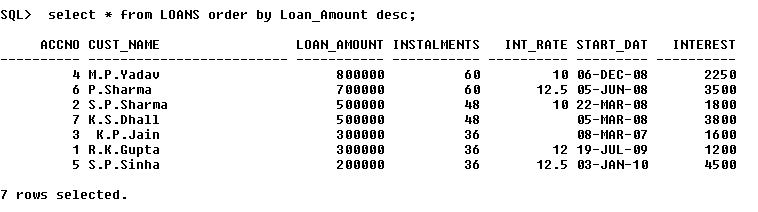 SQL>  select * from LOANS order by Loan_Amount desc;
     ACCNO CUST_NAME                 LOAN_AMOUNT INSTALMENTS   INT_RATE START_DAT   INTEREST
---------- ------------------------- ----------- ----------- ---------- --------- ----------
         4 M.P.Yadav                      800000          60         10 06-DEC-08       2250
         6 P.Sharma                       700000          60       12.5 05-JUN-08       3500
         2 S.P.Sharma                     500000          48         10 22-MAR-08       1800
         7 K.S.Dhall                      500000          48            05-MAR-08       3800
         3  K.P.Jain                      300000          36            08-MAR-07       1600
         1 R.K.Gupta                      300000          36         12 19-JUL-09       1200
         5 S.P.Sinha                      200000          36       12.5 03-JAN-10       4500
7 rows selected.